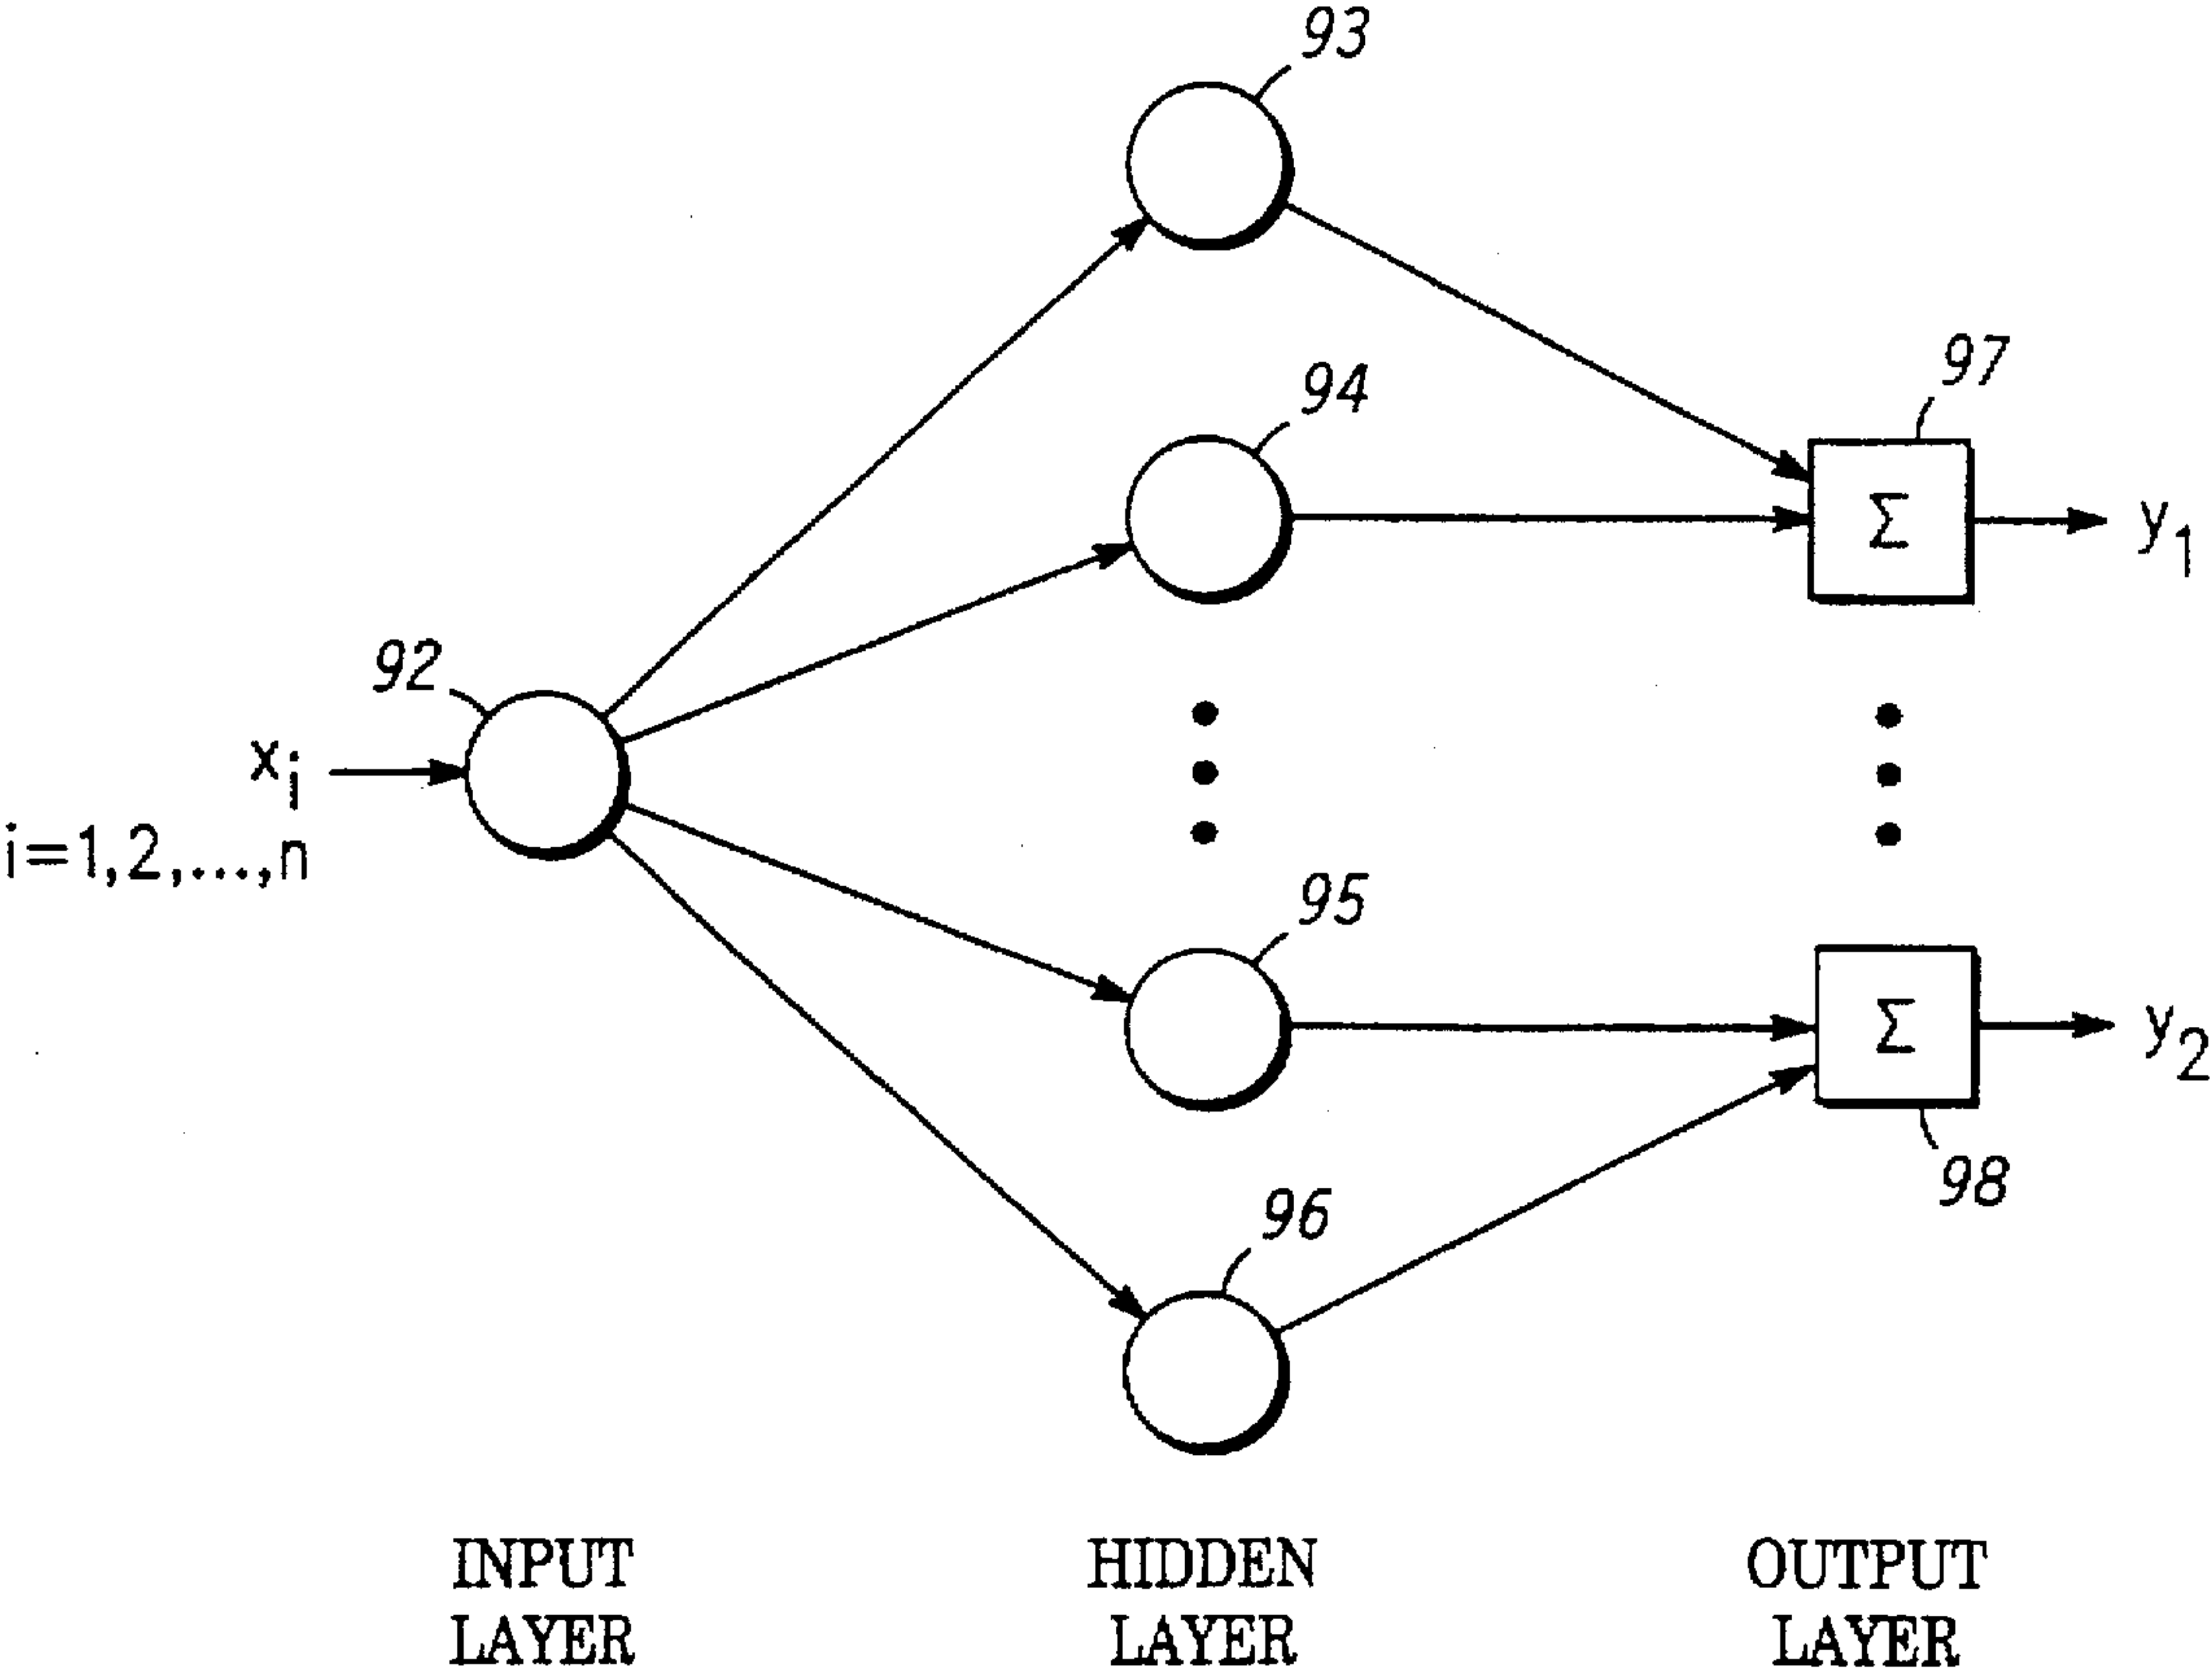 93
94
97
Σ
y1
92
xi
i=1,2,...,n
95
Σ
y2
98
96
INPUT
LAYER
HIDDEN
LAYER
OUTPUT
LAYER